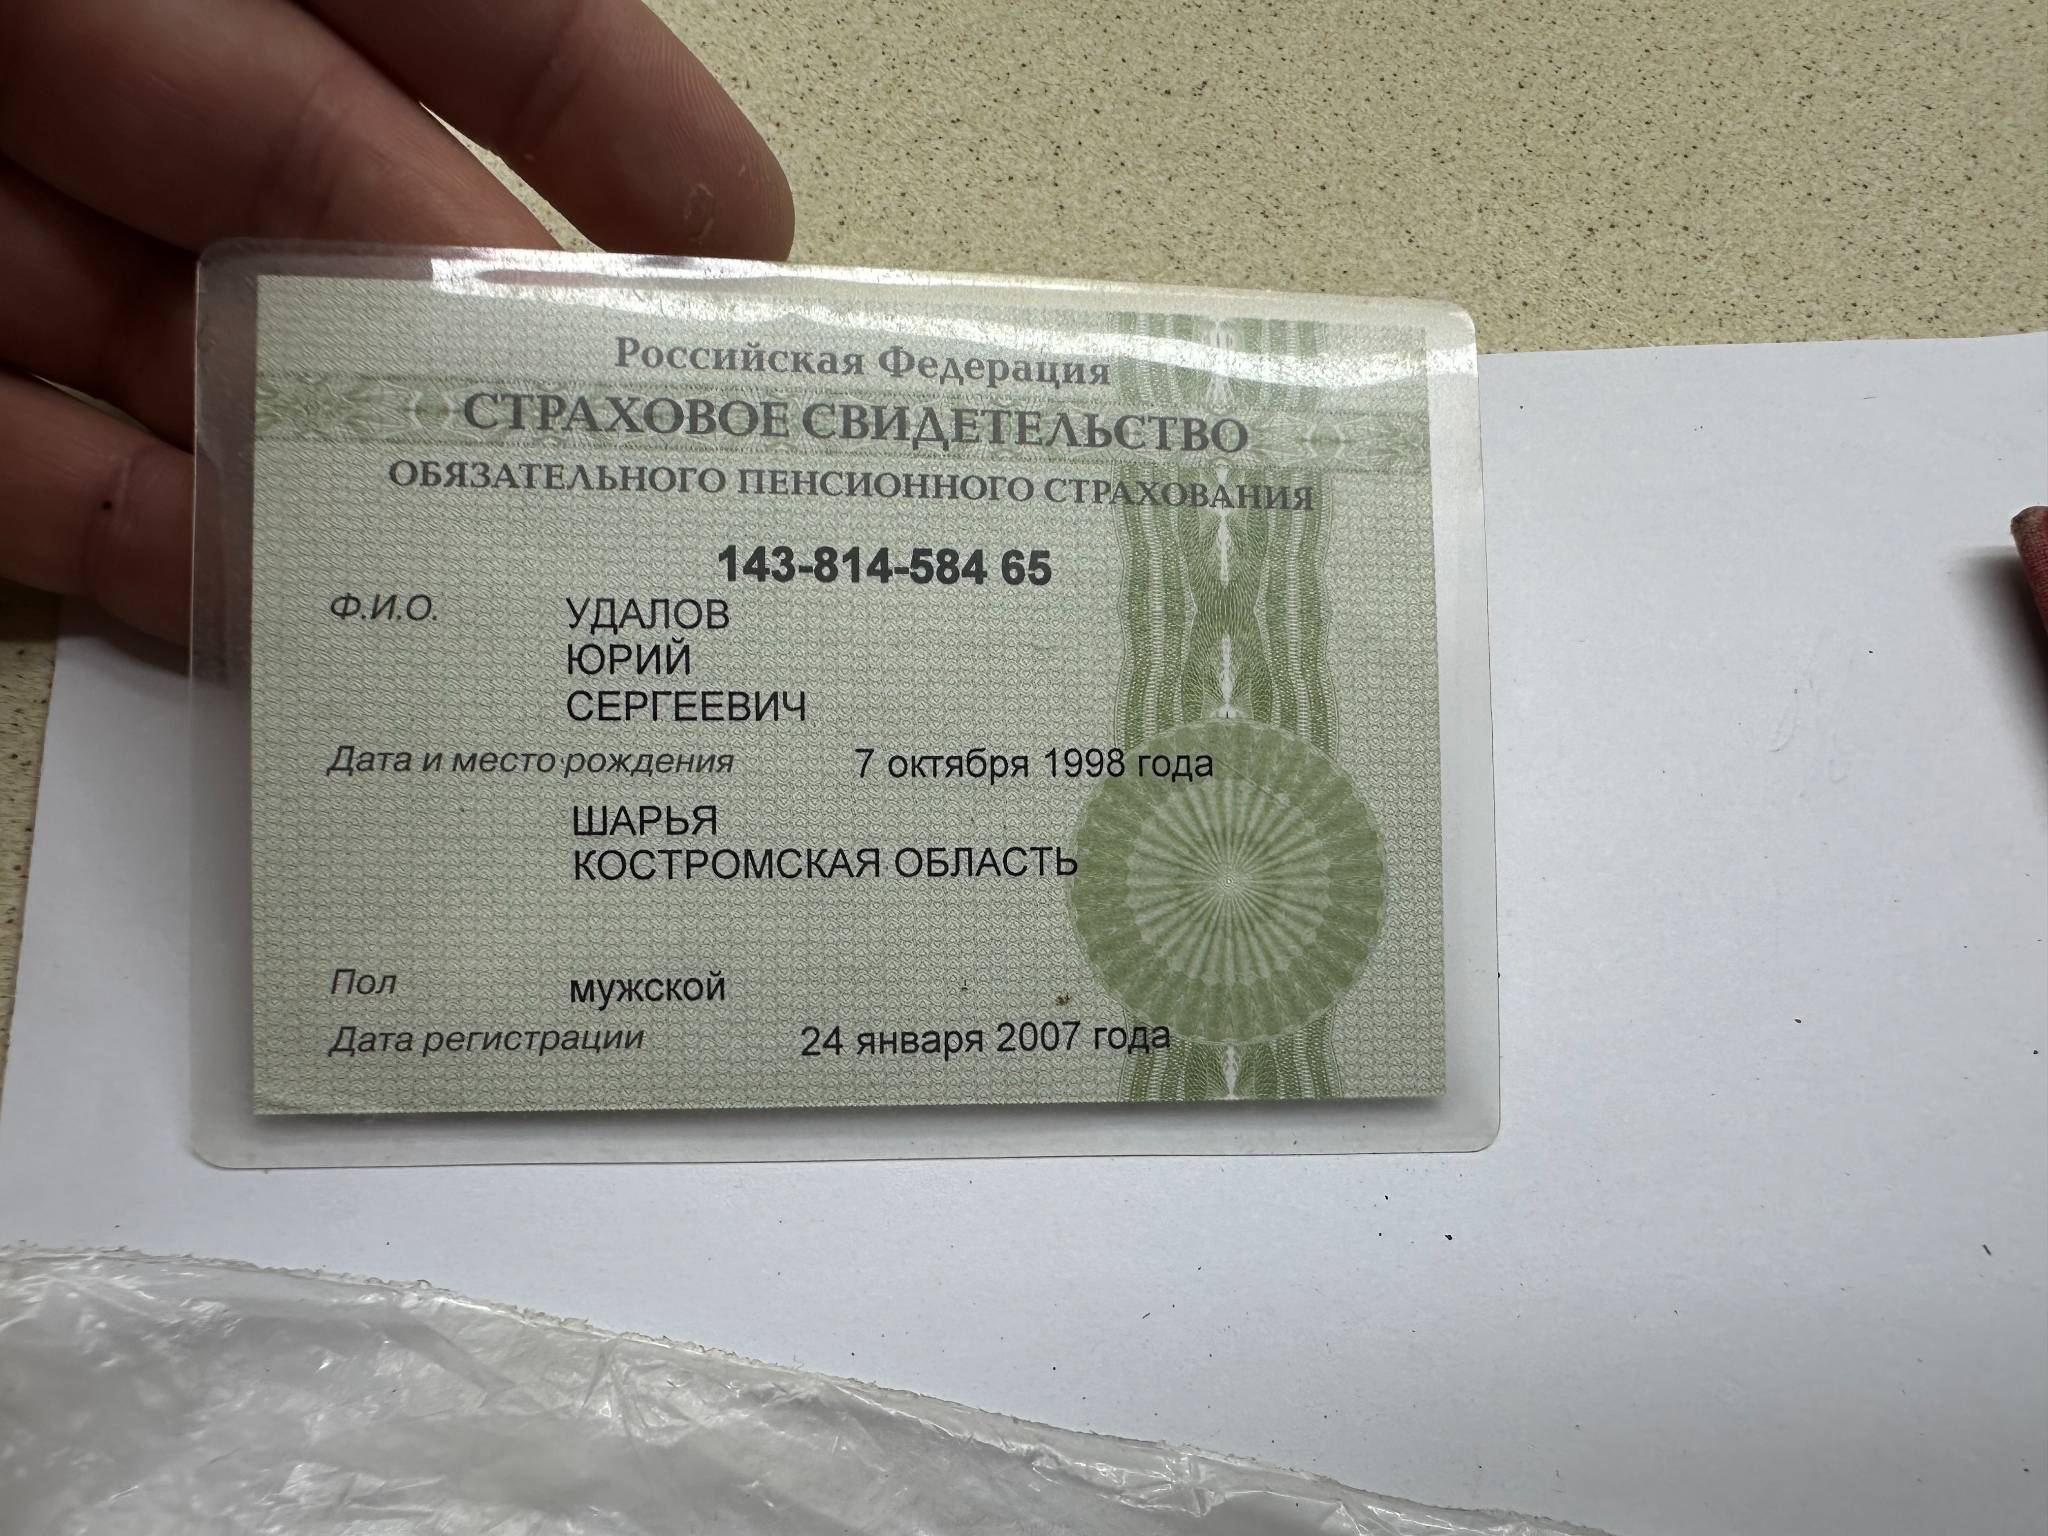 Российская Федерация
СТРАХОВОЕ СВИДЕТЕЛЬСТВО
ОБЯЗАТЕЛЬНОГО ПЕНСИОННОГО СТРАХОВАНИЯ
143-814-584 65
Ф.И.О. УДАЛОВ
ЮРИЙ
СЕРГЕЕВИЧ
Дата и место рождения 7 октября 1998 года
ШАРЬЯ
КОСТРОМСКАЯ ОБЛАСТЬ
Пол мужской
Дата регистрации 24 января 2007 года